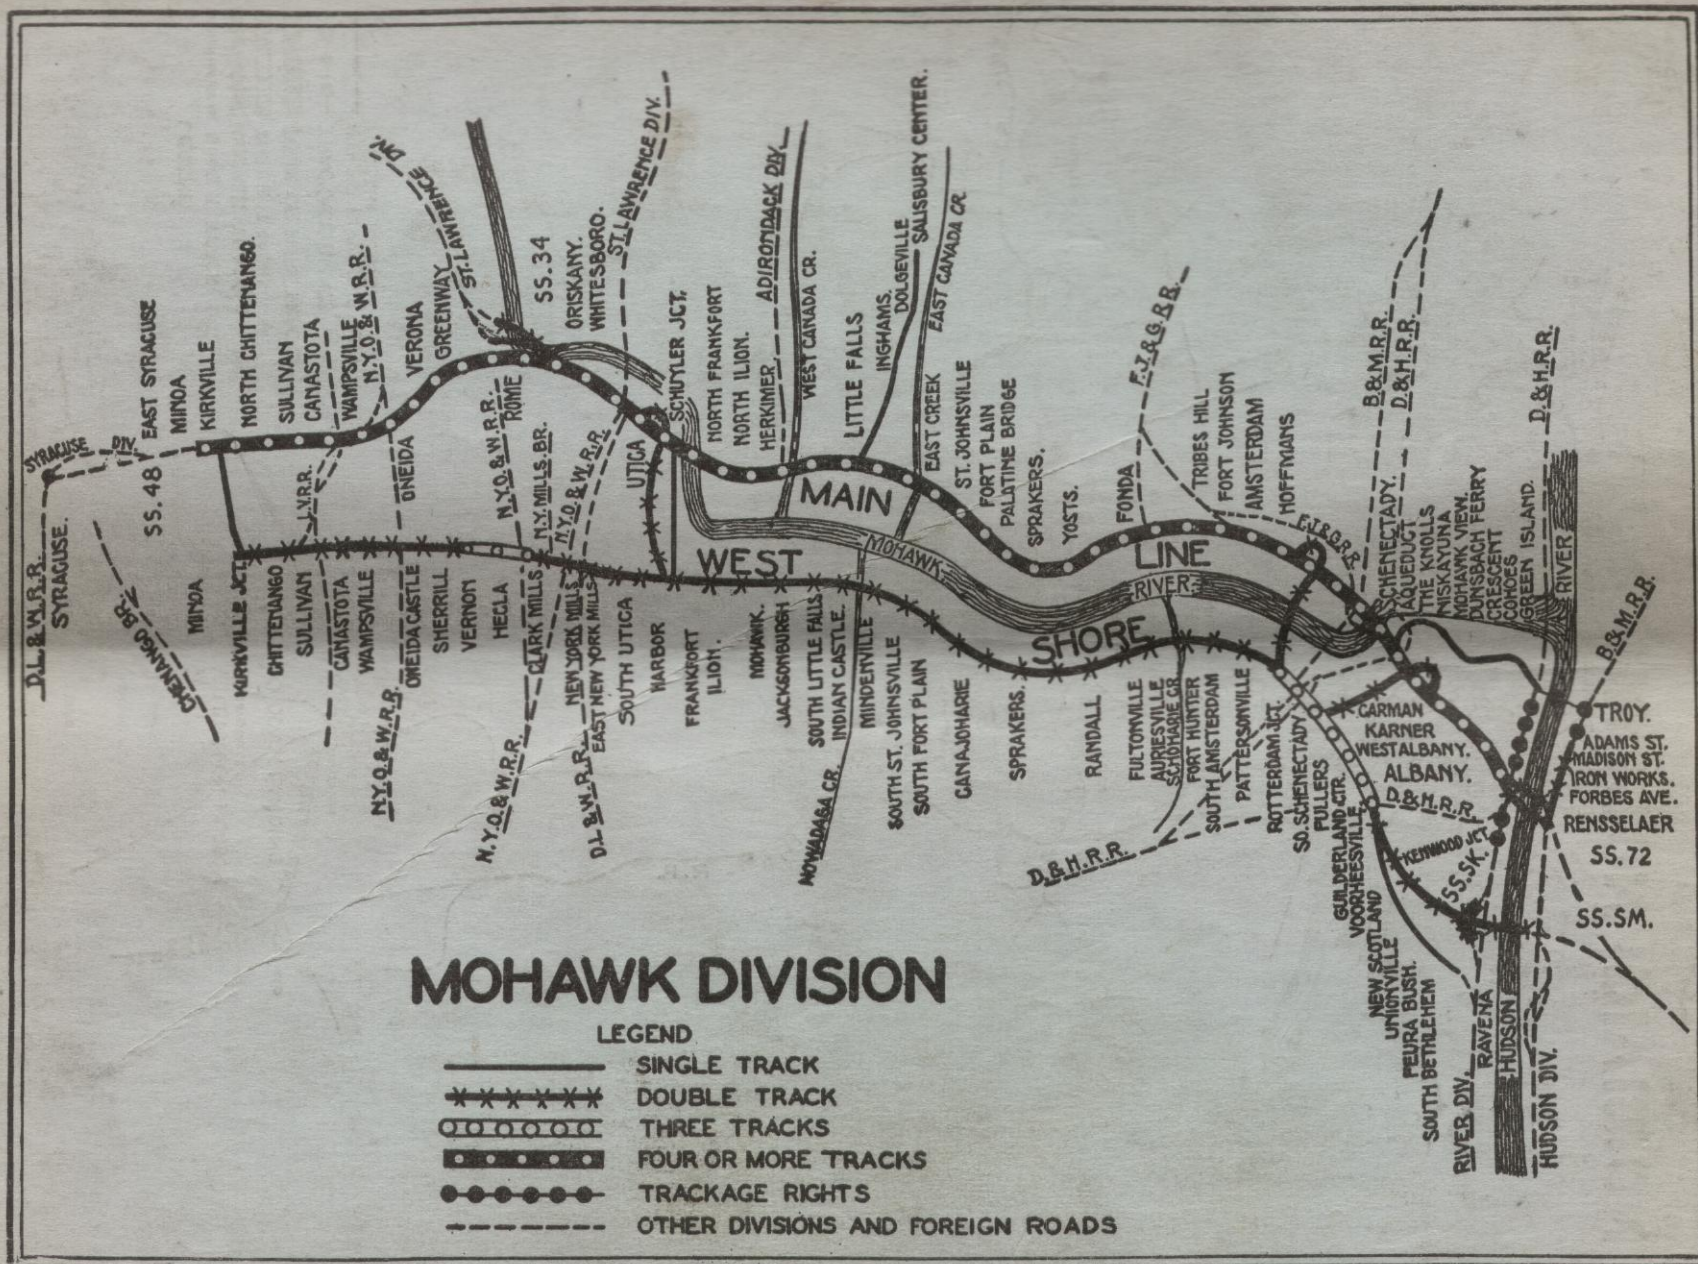 D.L.& W.R.R.
SYRACUSE.
SYRACUSE DIV.
CHENANGO BR.
SS.48 EAST SYRACUSE
MINOA
KIRKVILLE
NORTH CHITTENANGO.
SULLIVAN
CANASTOTA
WAMPSVILLE
N.Y.O.& W.R.R.
VERONA
GREENWAY
ST. LAWRENCE DIV.
ROME
SS.34
ORISKANY.
WHITESBORO.
ST. LAWRENCE DIV.
UTICA
SCHUYLER JCT.
NORTH FRANKFORT
NORTH ILION.
HERKIMER
ADIRONDACK DIV.
WEST CANADA CR.
LITTLE FALLS
INGHAMS.
DOLGEVILLE
SALISBURY CENTER.
EAST CANADA CR.
EAST CREEK
ST. JOHNSVILLE
FORT PLAIN
PALATINE BRIDGE
SPRAKERS.
YOSTS.
FONDA
F.J.& G.R.R.
TRIBES HILL
FORT JOHNSON
AMSTERDAM
HOFFMANS
F.J.& G.R.R.
B.& M.R.R.
D.& H.R.R.
SCHENECTADY.
AQUEDUCT
THE KNOLLS
NISKAYUNA
MOHAWK VIEW.
DUNSBACH FERRY
CRESCENT
COHOES
GREEN ISLAND.
D.& H.R.R.
RIVER
B.& M.R.R.
MAIN LINE
WEST SHORE
MOHAWK RIVER
L.V.R.R.
ONEIDA
N.Y.O.& W.R.R.
N.Y. MILLS BR.
N.Y.O.& W.R.R.
MINOA
KIRKVILLE JCT.
CHITTENANGO
SULLIVAN
CANASTOTA
WAMPSVILLE
N.Y.O.& W.R.R.
ONEIDA CASTLE
SHERRILL
VERNON
HECLA
CLARK MILLS
N.Y.O.& W.R.R.
NEW YORK MILLS
EAST NEW YORK MILLS
D.L.& W.R.R.
SOUTH UTICA
HARBOR
FRANKFORT
ILION.
MOHAWK.
JACKSONBURGH
SOUTH LITTLE FALLS
INDIAN CASTLE.
NOWADAGA CR.
MINDENVILLE
SOUTH ST. JOHNSVILLE
SOUTH FORT PLAIN
CANAJOHARIE
SPRAKERS.
RANDALL
FULTONVILLE
AURIESVILLE
SCHOHARIE CR.
FORT HUNTER
SOUTH AMSTERDAM
PATTERSONVILLE
ROTTERDAM JCT.
SO. SCHENECTADY
FULLERS
GUILDERLAND CTR.
VOORHEESVILLE
NEW SCOTLAND
UNIONVILLE
FEURA BUSH.
SOUTH BETHLEHEM
D.& H.R.R.
CARMAN
KARNER
WEST ALBANY.
ALBANY.
D.& H.R.R.
KENWOOD JCT.
SS.SK.
TROY.
ADAMS ST.
MADISON ST.
IRON WORKS.
FORBES AVE.
RENSSELAER
SS.72
SS.SM.
RIVER DIV.
RAVENA
HUDSON
HUDSON DIV.
MOHAWK DIVISION
LEGEND
SINGLE TRACK
DOUBLE TRACK
THREE TRACKS
FOUR OR MORE TRACKS
TRACKAGE RIGHTS
OTHER DIVISIONS AND FOREIGN ROADS